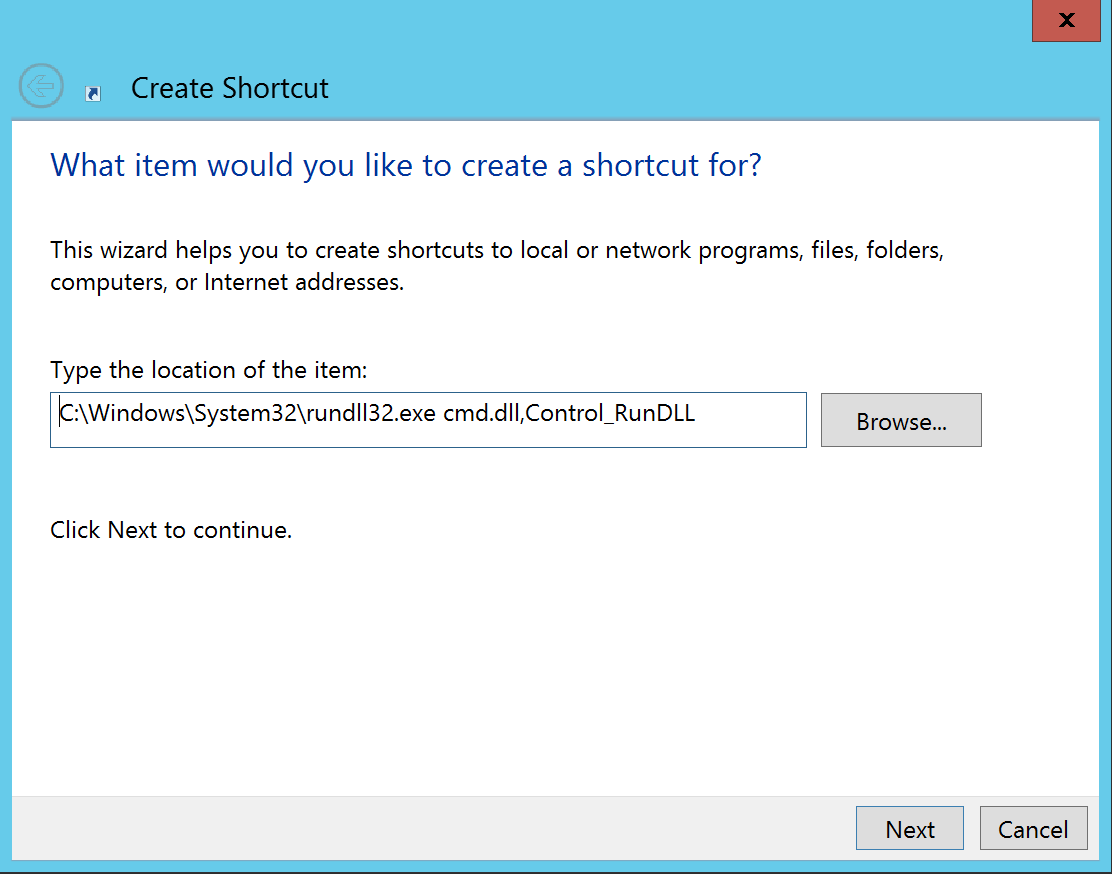 x
Create Shortcut
What item would you like to create a shortcut for?
This wizard helps you to create shortcuts to local or network programs, files, folders,
computers, or Internet addresses.
Type the location of the item:
C:\Windows\System32\rundll32.exe cmd.dll,Control_RunDLL
Browse...
Click Next to continue.
Next
Cancel